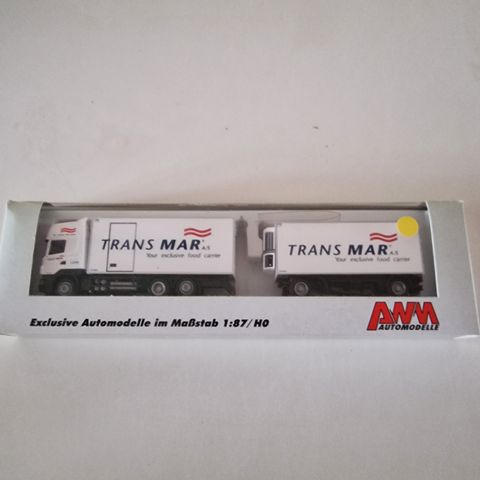 TRANS MAR A/S
Your exclusive food carrier
TRANS MAR A/S
Your exclusive food carrier
Exclusive Automodelle im Maßstab 1:87/H0
AWM
AUTOMODELLE